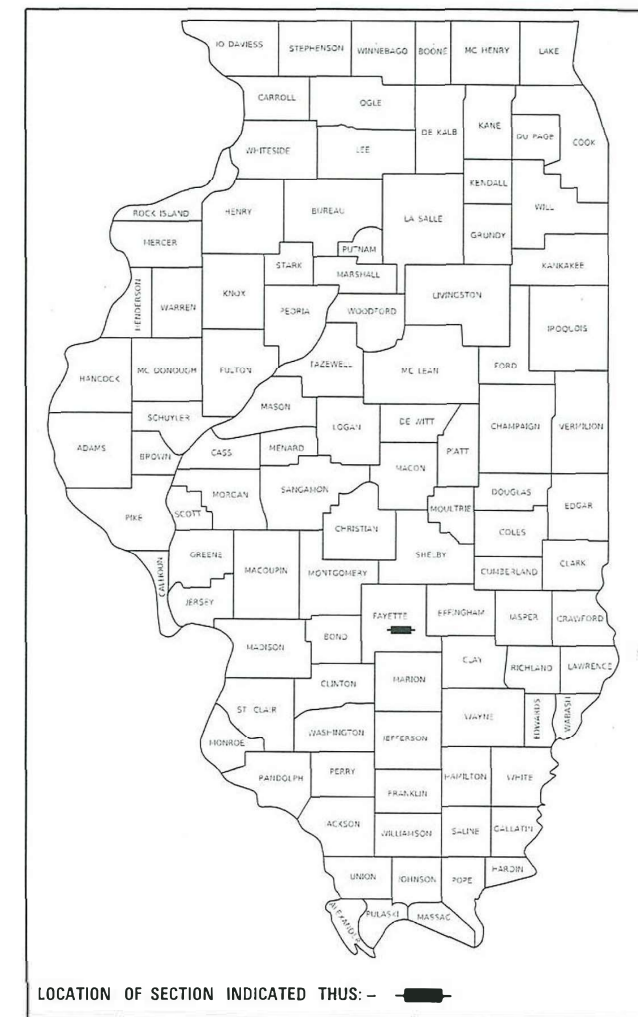 JO DAVIESS STEPHENSON WINNEBAGO BOONE MC HENRY LAKE
CARROLL OGLE
DE KALB KANE DU PAGE COOK
WHITESIDE LEE
KENDALL
ROCK ISLAND HENRY BUREAU LA SALLE WILL
GRUNDY
MERCER PUTNAM
STARK MARSHALL KANKAKEE
HENDERSON WARREN KNOX LIVINGSTON
PEORIA WOODFORD IROQUOIS
HANCOCK MC DONOUGH FULTON TAZEWELL MC LEAN FORD
MASON
SCHUYLER LOGAN DE WITT CHAMPAIGN VERMILION
ADAMS BROWN CASS MENARD PIATT
MACON
MORGAN SANGAMON DOUGLAS
PIKE SCOTT MOULTRIE EDGAR
CHRISTIAN COLES
GREENE SHELBY
CALHOUN MACOUPIN MONTGOMERY CUMBERLAND CLARK
JERSEY
FAYETTE EFFINGHAM JASPER CRAWFORD
MADISON BOND
CLAY RICHLAND LAWRENCE
CLINTON MARION
ST CLAIR WAYNE EDWARDS WABASH
MONROE WASHINGTON JEFFERSON
RANDOLPH PERRY HAMILTON WHITE
FRANKLIN
ACKSON WILLIAMSON SALINE GALLATIN
UNION JOHNSON POPE HARDIN
ALEXANDER PULASKI MASSAC
LOCATION OF SECTION INDICATED THUS: –